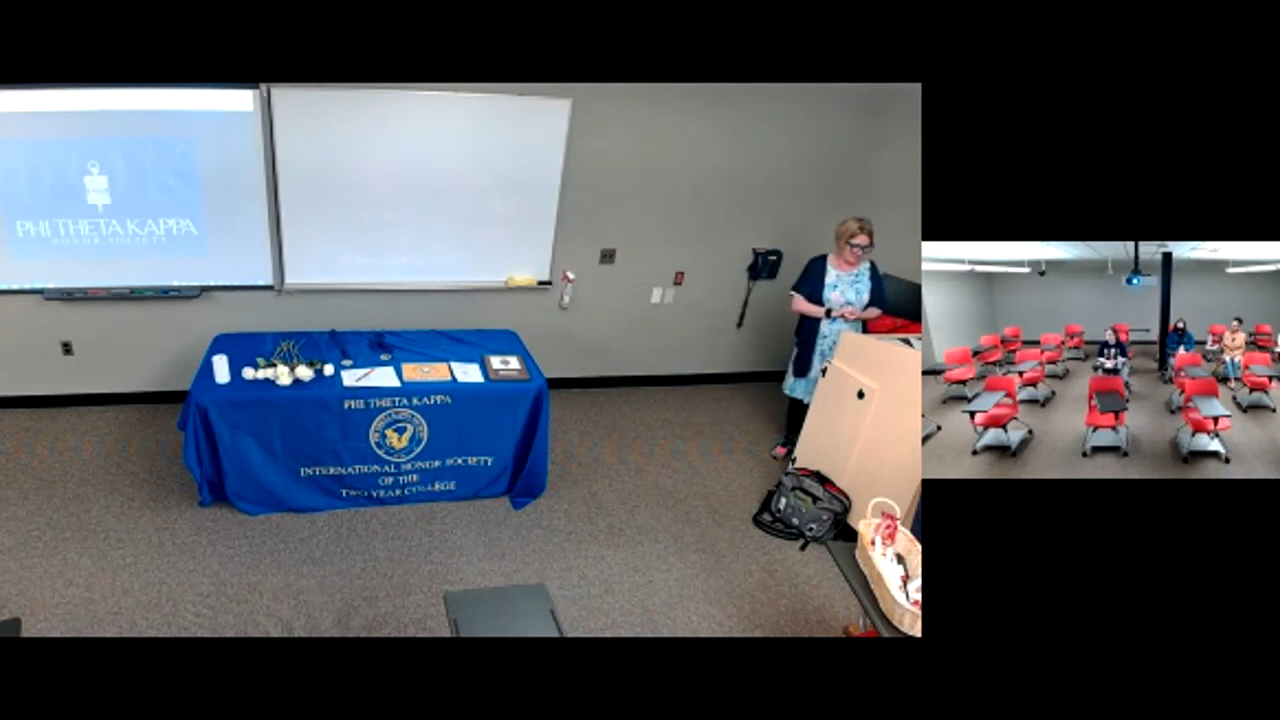 PHI THETA KAPPA
HONOR SOCIETY
PHI THETA KAPPA
INTERNATIONAL HONOR SOCIETY
OF THE
TWO YEAR COLLEGE